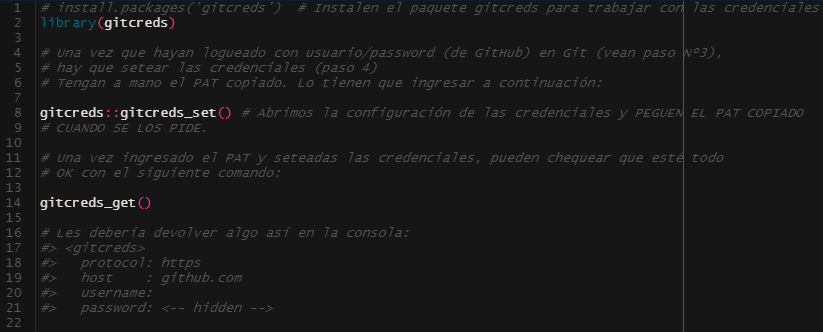 1 # install.packages('gitcreds')  # Instalen el paquete gitcreds para trabajar con las credenciales
2 library(gitcreds)
3
4 # Una vez que hayan logueado con usuario/password (de GitHub) en Git (vean paso N°3),
5 # hay que setear las credenciales (paso 4)
6 # Tengan a mano el PAT copiado. Lo tienen que ingresar a continuación:
7
8 gitcreds::gitcreds_set() # Abrimos la configuración de las credenciales y PEGUEN EL PAT COPIADO
9 # CUANDO SE LOS PIDE.
10
11 # Una vez ingresado el PAT y seteadas las credenciales, pueden chequear que esté todo
12 # OK con el siguiente comando:
13
14 gitcreds_get()
15
16 # Les debería devolver algo así en la consola:
17 #> <gitcreds>
18 #>   protocol: https
19 #>   host    : github.com
20 #>   username:
21 #>   password: <-- hidden -->
22